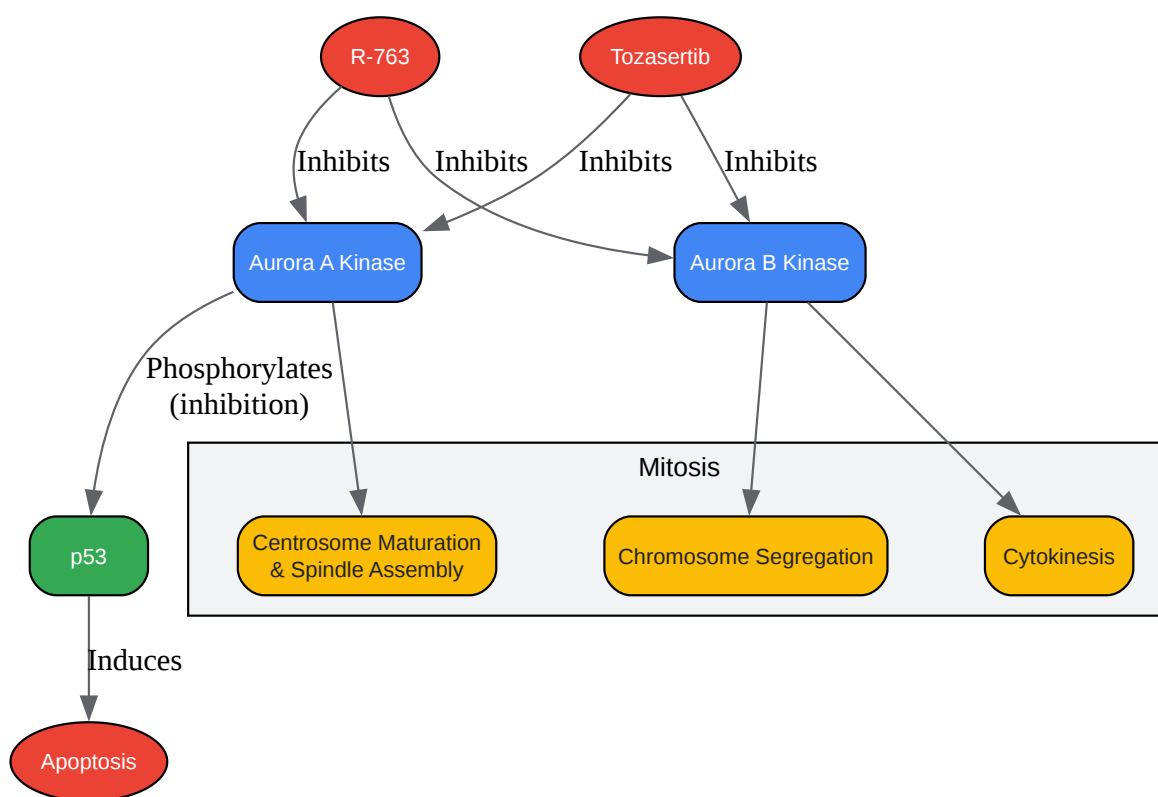 R-763
Tozasertib
Inhibits
Inhibits
Inhibits
Inhibits
Aurora A Kinase
Aurora B Kinase
Phosphorylates
(inhibition)
Mitosis
p53
Centrosome Maturation
& Spindle Assembly
Chromosome Segregation
Cytokinesis
Induces
Apoptosis